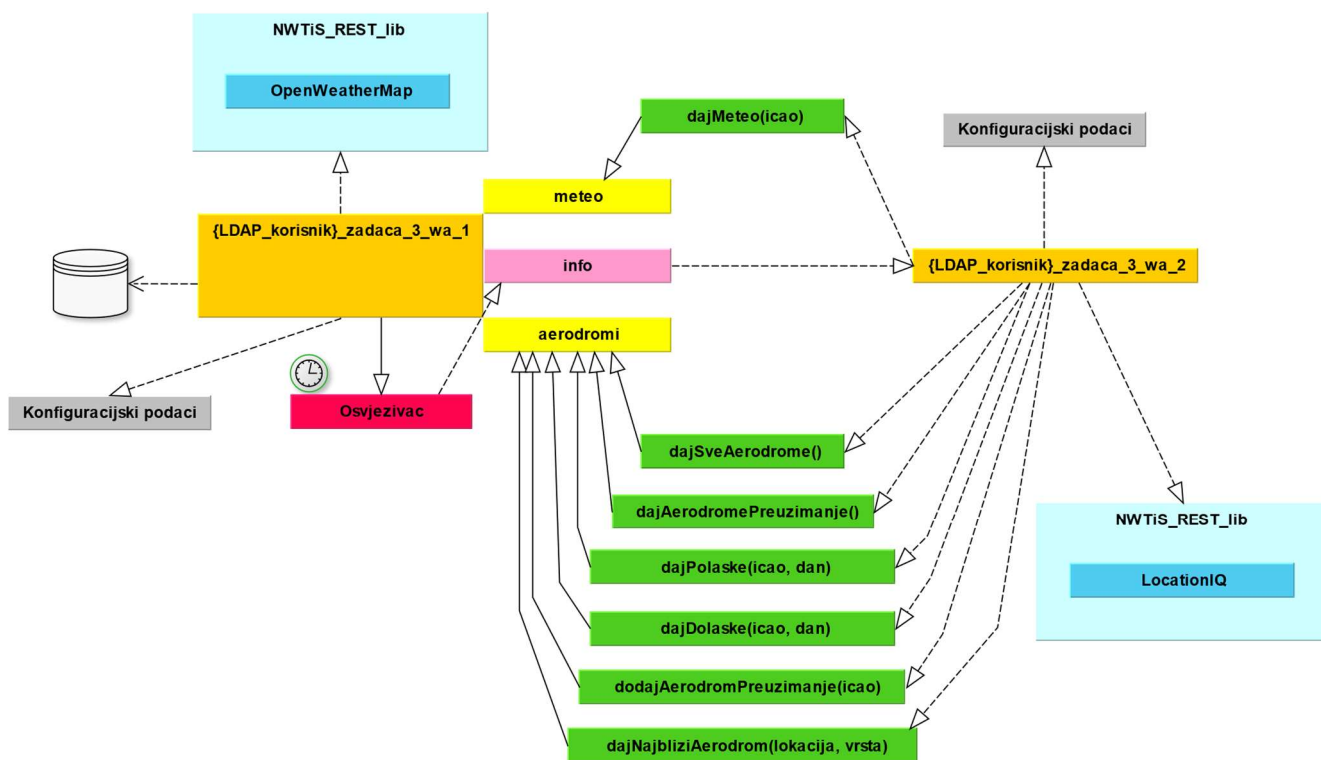 NWTiS_REST_lib
OpenWeatherMap
dajMeteo(icao)
Konfiguracijski podaci
meteo
{LDAP_korisnik}_zadaca_3_wa_1
info
{LDAP_korisnik}_zadaca_3_wa_2
aerodromi
Konfiguracijski podaci
Osvjezivac
dajSveAerodrome()
dajAerodromePreuzimanje()
NWTiS_REST_lib
dajPolaske(icao, dan)
LocationIQ
dajDolaske(icao, dan)
dodajAerodromPreuzimanje(icao)
dajNajbliziAerodrom(lokacija, vrsta)